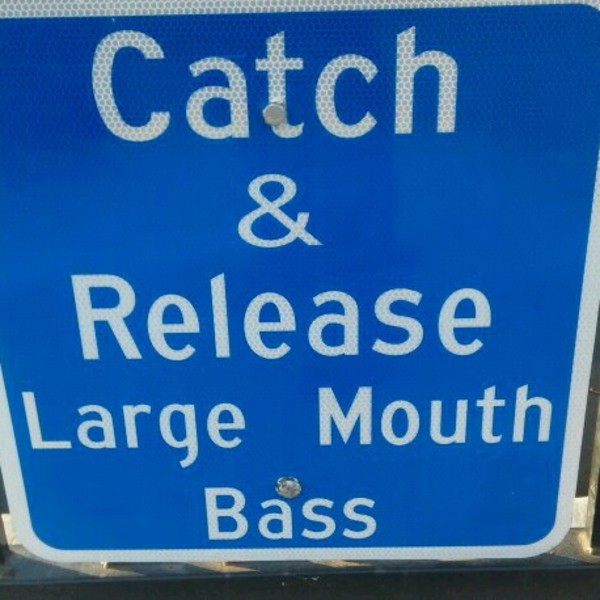 Catch
&
Release
Large Mouth
Bass